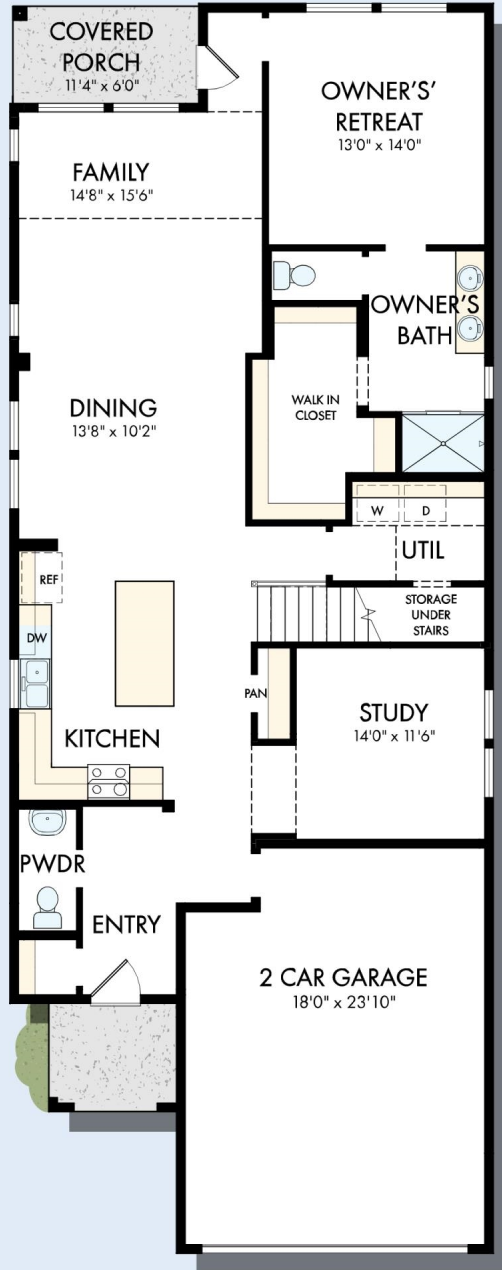 COVERED
PORCH
11'4" x 6'0"
OWNER'S'
RETREAT
13'0" x 14'0"
FAMILY
14'8" x 15'6"
OWNER'S
BATH
WALK IN
CLOSET
DINING
13'8" x 10'2"
W
D
UTIL
REF
STORAGE
UNDER
STAIRS
DW
PAN
STUDY
14'0" x 11'6"
KITCHEN
PWDR
ENTRY
2 CAR GARAGE
18'0" x 23'10"